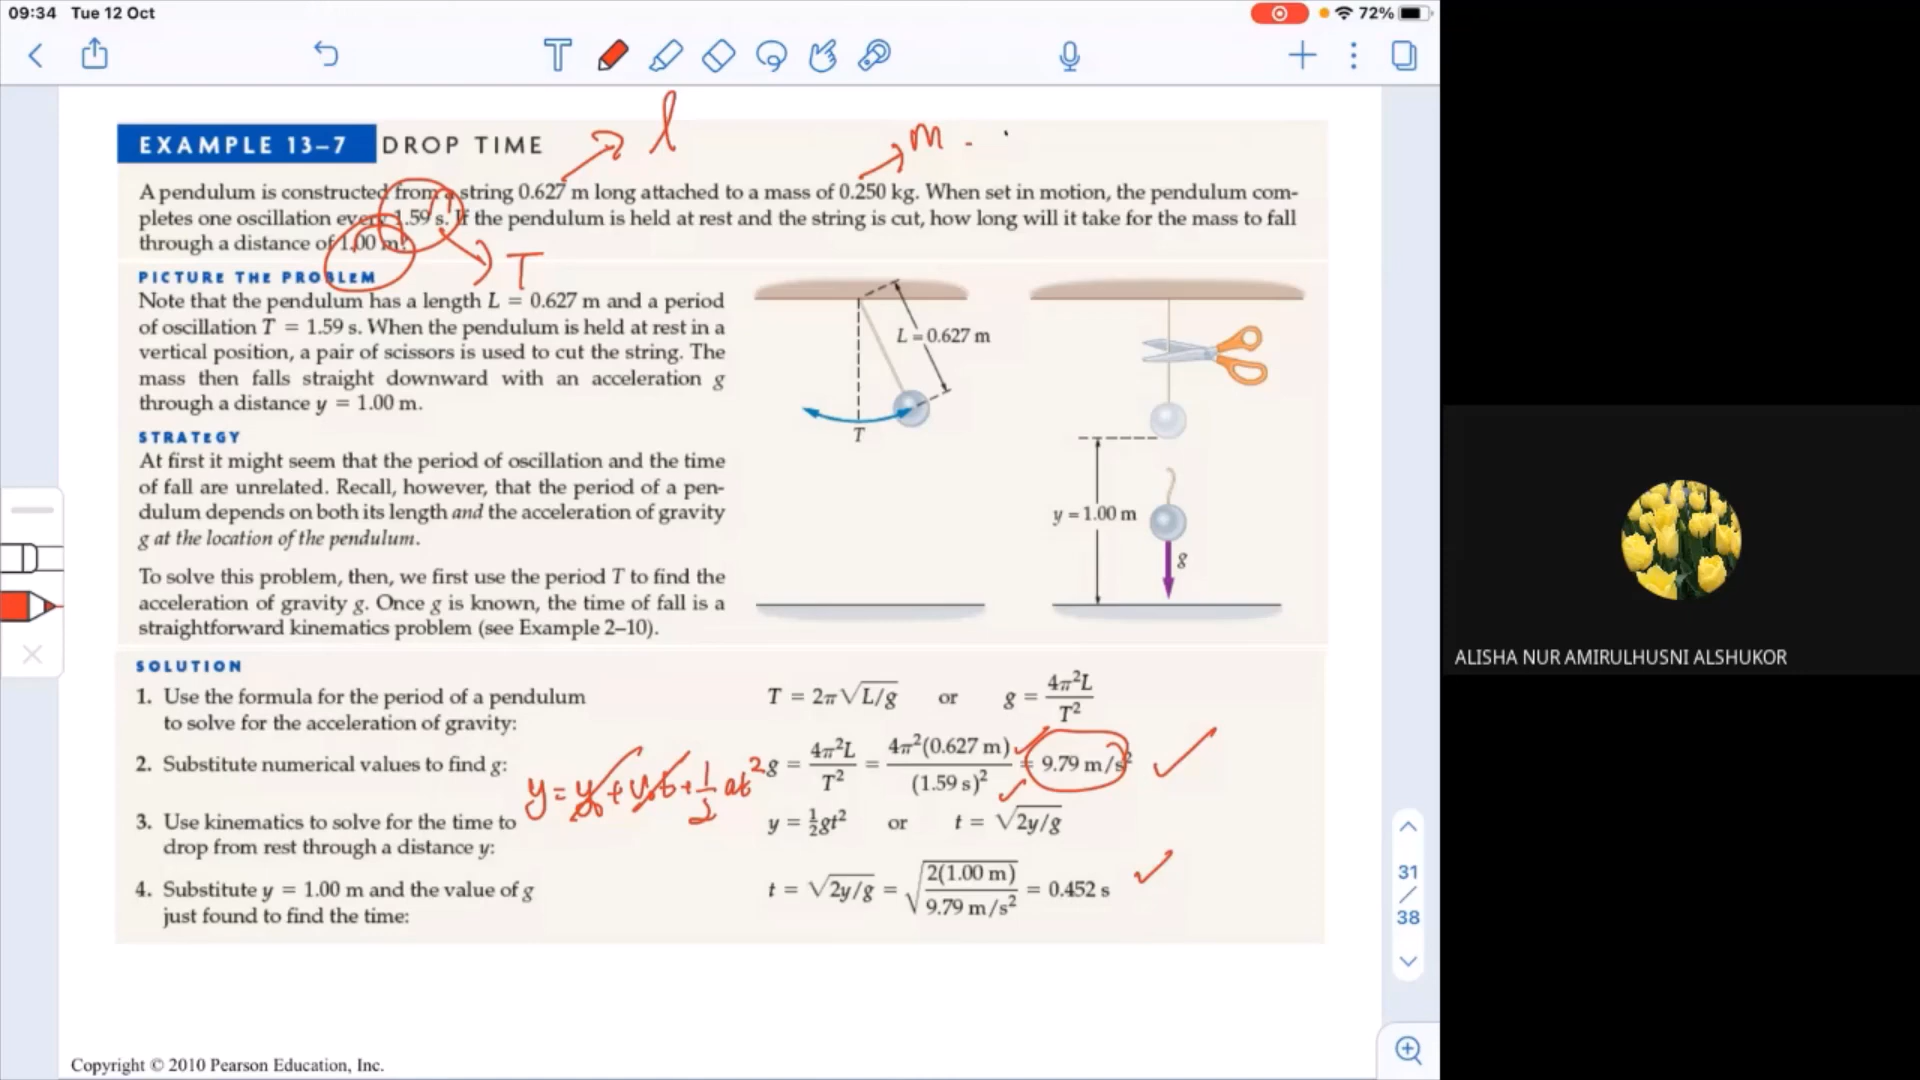 09:34 Tue 12 Oct
72%
l
m.
EXAMPLE 13–7 DROP TIME
A pendulum is constructed from a string 0.627 m long attached to a mass of 0.250 kg. When set in motion, the pendulum com-
pletes one oscillation every 1.59 s. If the pendulum is held at rest and the string is cut, how long will it take for the mass to fall
through a distance of 1.00 m?
T
PICTURE THE PROBLEM
Note that the pendulum has a length L = 0.627 m and a period
of oscillation T = 1.59 s. When the pendulum is held at rest in a
vertical position, a pair of scissors is used to cut the string. The
mass then falls straight downward with an acceleration g
through a distance y = 1.00 m.
STRATEGY
At first it might seem that the period of oscillation and the time
of fall are unrelated. Recall, however, that the period of a pen-
dulum depends on both its length and the acceleration of gravity
g at the location of the pendulum.
To solve this problem, then, we first use the period T to find the
acceleration of gravity g. Once g is known, the time of fall is a
straightforward kinematics problem (see Example 2–10).
L = 0.627 m
T
y = 1.00 m
g
SOLUTION
1. Use the formula for the period of a pendulum
to solve for the acceleration of gravity:
T = 2π√L/g or g = 4π²L / T²
2. Substitute numerical values to find g:
g = 4π²L / T² = 4π²(0.627 m) / (1.59 s)² = 9.79 m/s²
y = y₀ + v₀t + 1/2 at²
3. Use kinematics to solve for the time to
drop from rest through a distance y:
y = ½gt² or t = √2y/g
4. Substitute y = 1.00 m and the value of g
just found to find the time:
t = √2y/g = √2(1.00 m) / 9.79 m/s² = 0.452 s
31
/
38
Copyright © 2010 Pearson Education, Inc.
ALISHA NUR AMIRULHUSNI ALSHUKOR